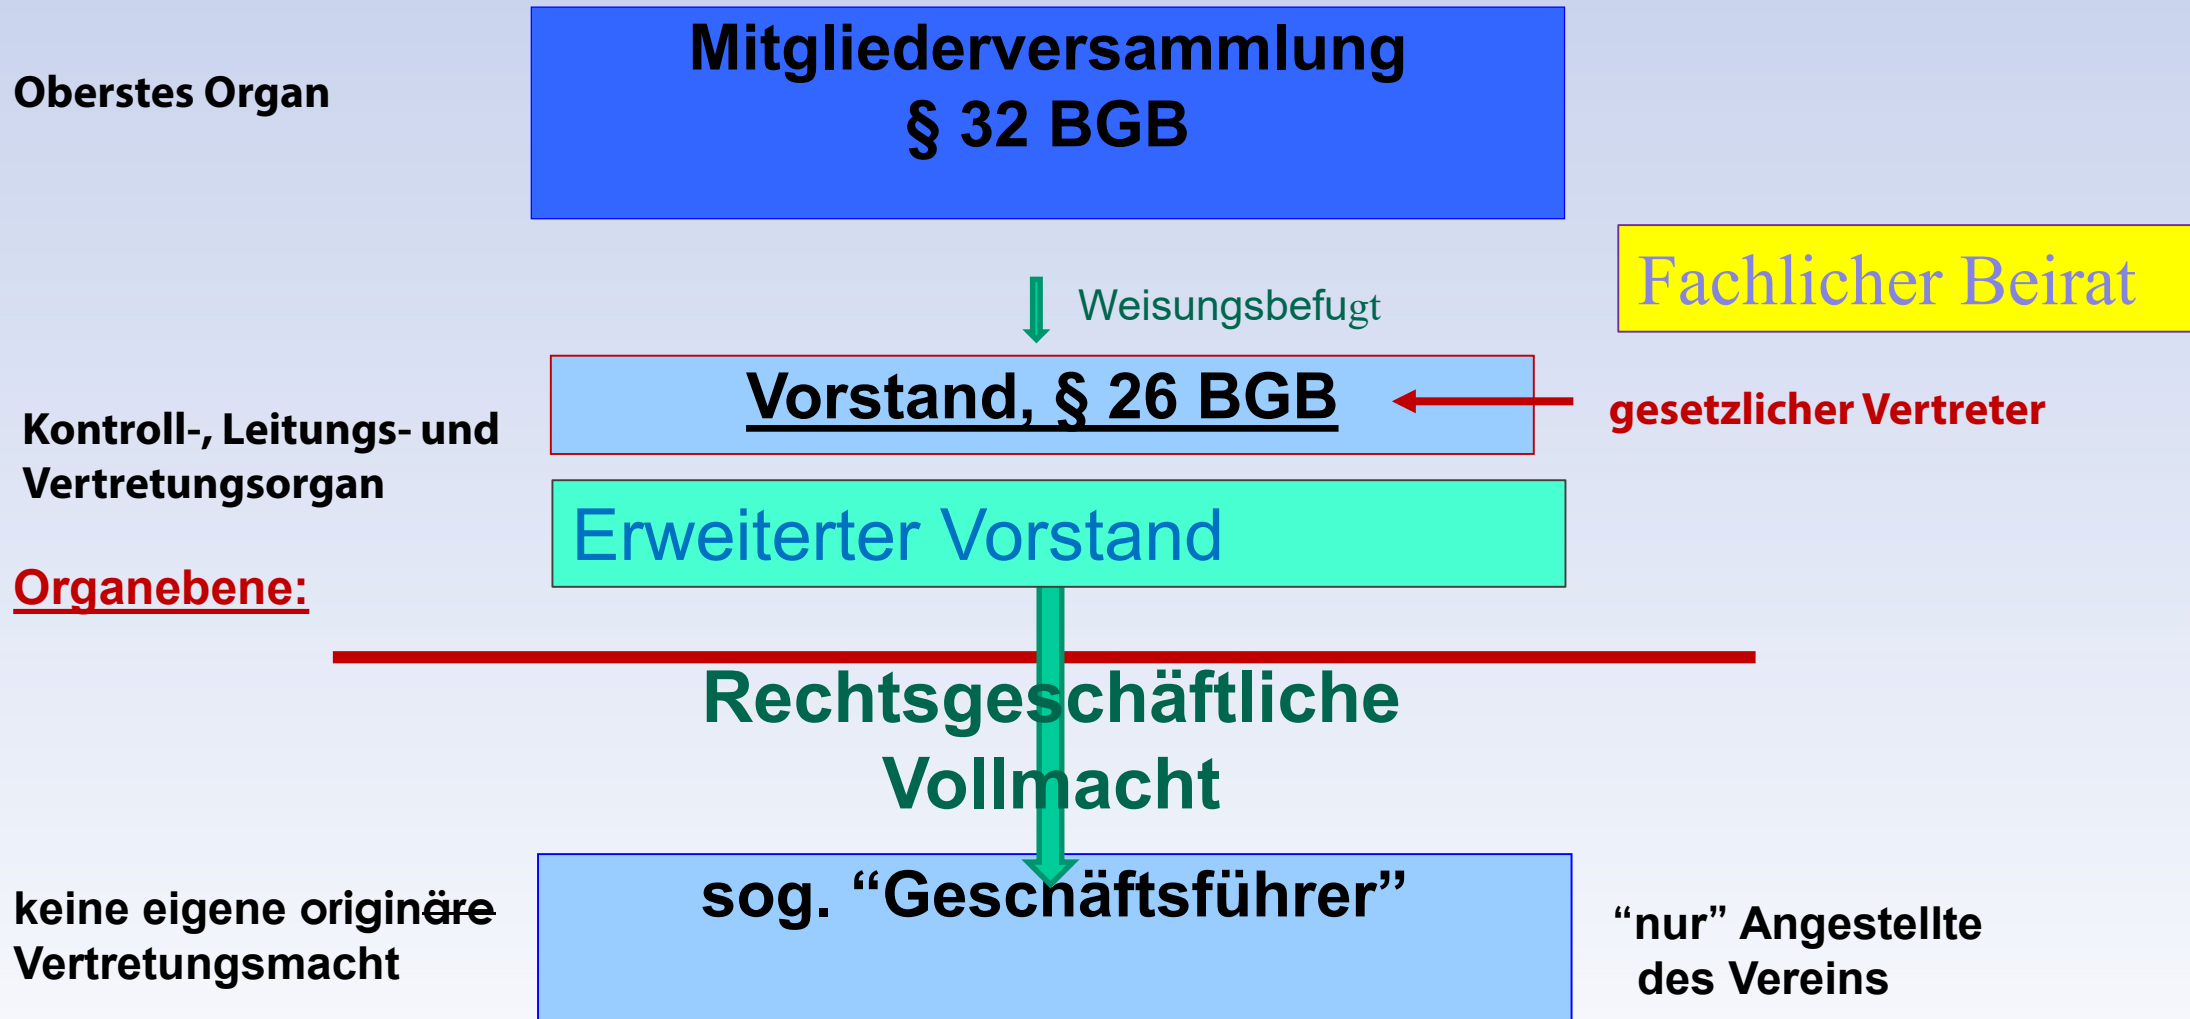 Mitgliederversammlung
§ 32 BGB
Oberstes Organ
Fachlicher Beirat
Weisungsbefugt
Vorstand, § 26 BGB
gesetzlicher Vertreter
Kontroll-, Leitungs- und
Vertretungsorgan
Erweiterter Vorstand
Organebene:
Rechtsgeschäftliche
Vollmacht
sog. “Geschäftsführer”
keine eigene originäre
Vertretungsmacht
“nur” Angestellte
des Vereins